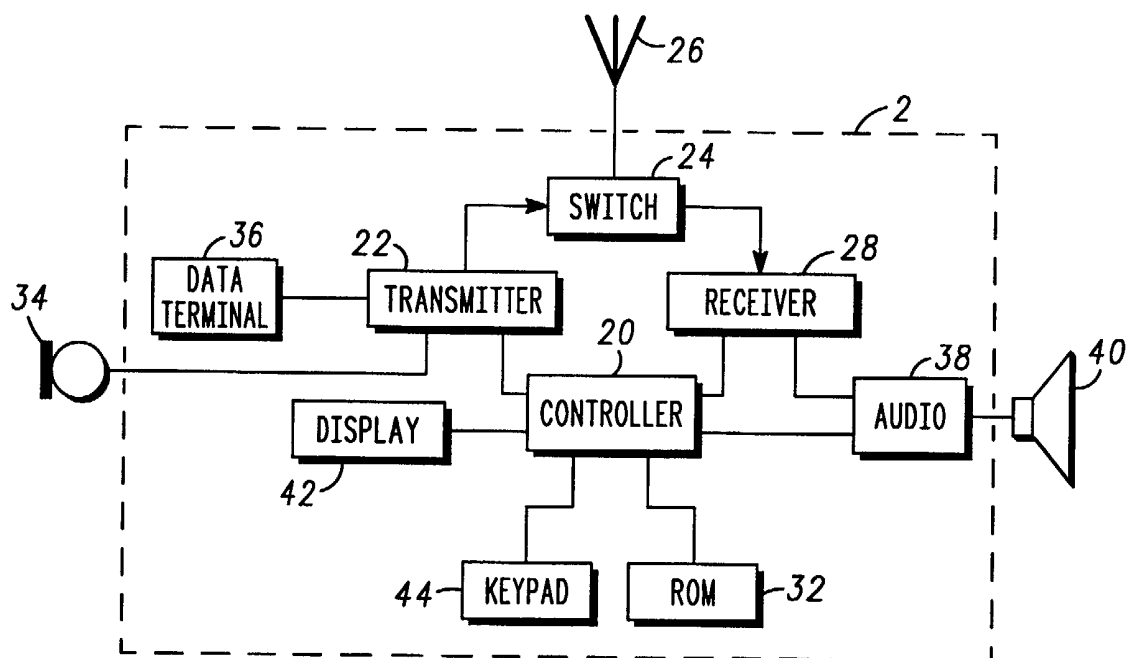 26
2
24
SWITCH
36
22
28
DATA
TERMINAL
TRANSMITTER
RECEIVER
34
20
38
40
CONTROLLER
AUDIO
DISPLAY
42
44
KEYPAD
ROM
32